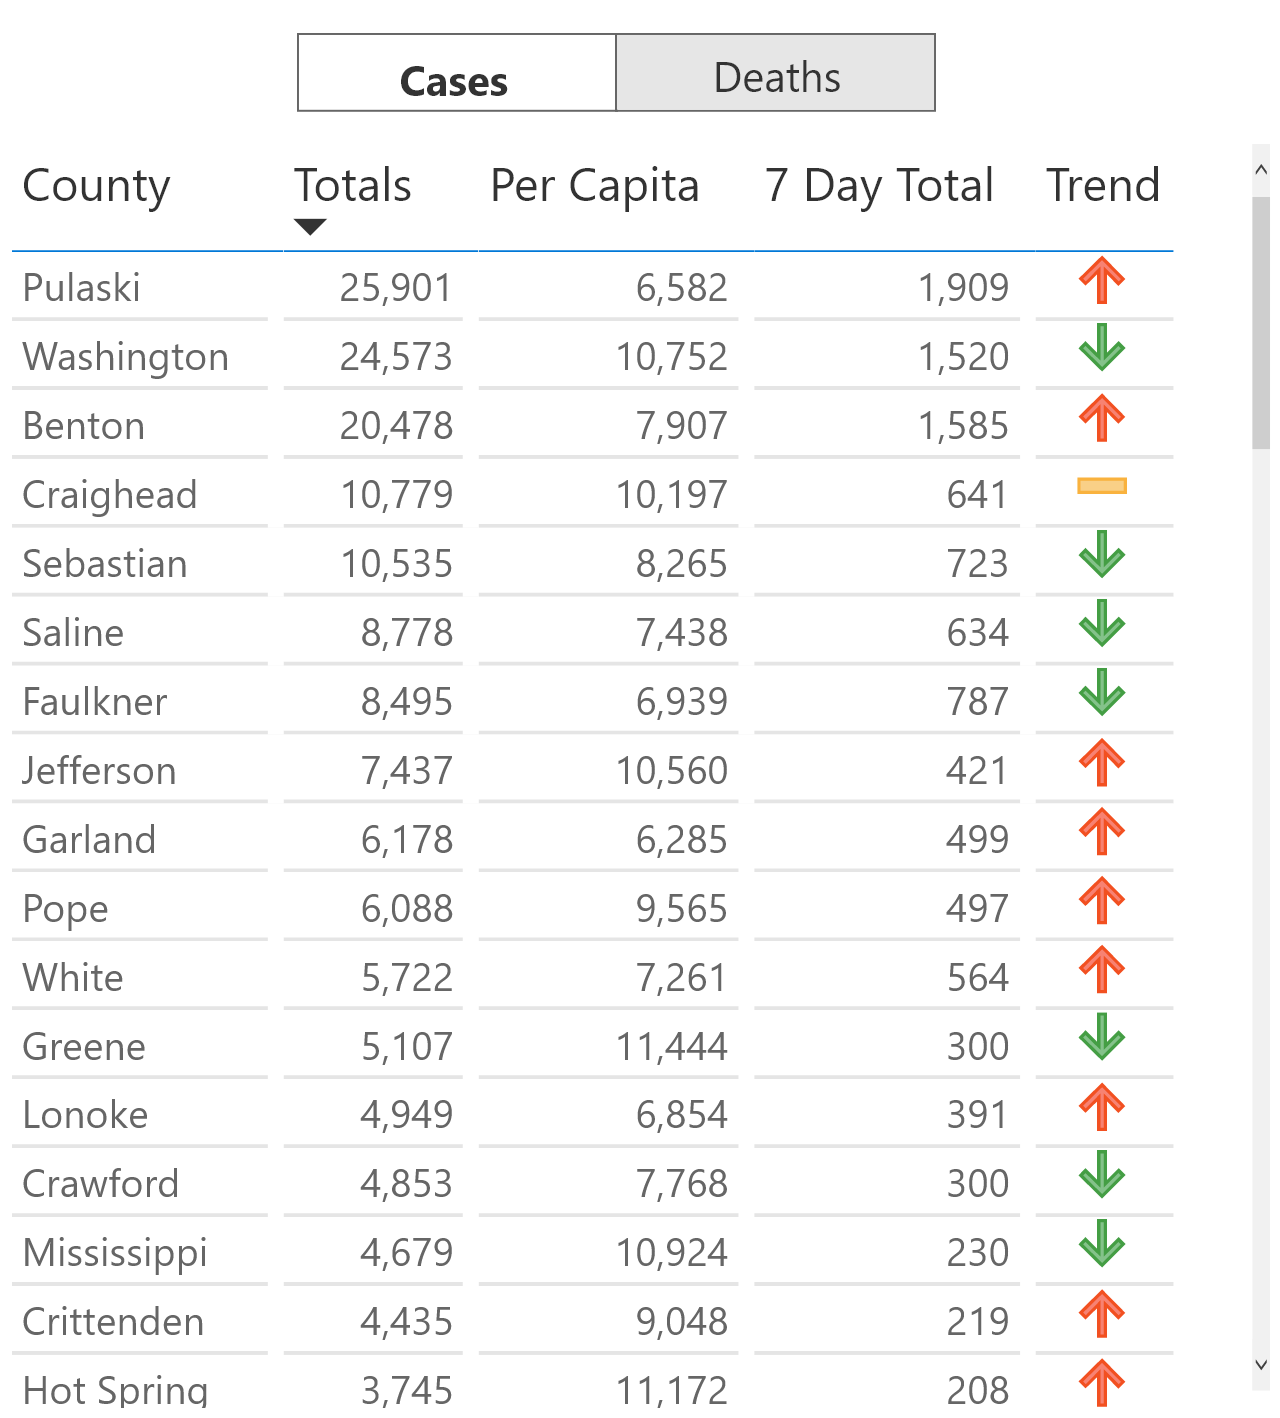 Cases Deaths
County Totals Per Capita 7 Day Total Trend
Pulaski 25,901 6,582 1,909
Washington 24,573 10,752 1,520
Benton 20,478 7,907 1,585
Craighead 10,779 10,197 641
Sebastian 10,535 8,265 723
Saline 8,778 7,438 634
Faulkner 8,495 6,939 787
Jefferson 7,437 10,560 421
Garland 6,178 6,285 499
Pope 6,088 9,565 497
White 5,722 7,261 564
Greene 5,107 11,444 300
Lonoke 4,949 6,854 391
Crawford 4,853 7,768 300
Mississippi 4,679 10,924 230
Crittenden 4,435 9,048 219
Hot Spring 3,745 11,172 208